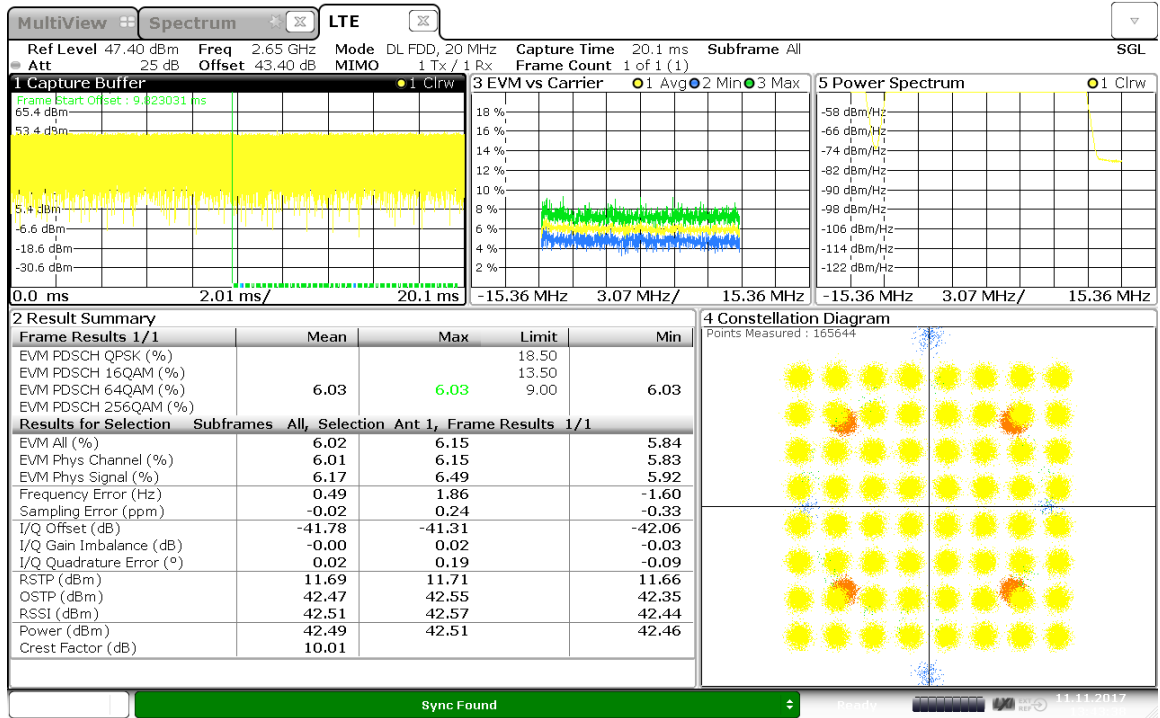 MultiView Spectrum LTE
Ref Level 47.40 dBm Freq 2.65 GHz Mode DL FDD, 20 MHz Capture Time 20.1 ms Subframe All SGL
Att 25 dB Offset 43.40 dB MIMO 1 Tx / 1 Rx Frame Count 1 of 1 (1)
1 Capture Buffer 1 Clrw
Frame Start Offset : 9.823031 ms
65.4 dBm
53.4 dBm
5.4 dBm
-6.6 dBm
-18.6 dBm
-30.6 dBm
0.0 ms 2.01 ms/ 20.1 ms
3 EVM vs Carrier 1 Avg 2 Min 3 Max
18 %
16 %
14 %
12 %
10 %
8 %
6 %
4 %
2 %
-15.36 MHz 3.07 MHz/ 15.36 MHz
5 Power Spectrum 1 Clrw
-58 dBm/Hz
-66 dBm/Hz
-74 dBm/Hz
-82 dBm/Hz
-90 dBm/Hz
-98 dBm/Hz
-106 dBm/Hz
-114 dBm/Hz
-122 dBm/Hz
-15.36 MHz 3.07 MHz/ 15.36 MHz
2 Result Summary
Frame Results 1/1 Mean Max Limit Min
EVM PDSCH QPSK (%) 18.50
EVM PDSCH 16QAM (%) 13.50
EVM PDSCH 64QAM (%) 6.03 6.03 9.00 6.03
EVM PDSCH 256QAM (%)
Results for Selection Subframes All, Selection Ant 1, Frame Results 1/1
EVM All (%) 6.02 6.15 5.84
EVM Phys Channel (%) 6.01 6.15 5.83
EVM Phys Signal (%) 6.17 6.49 5.92
Frequency Error (Hz) 0.49 1.86 -1.60
Sampling Error (ppm) -0.02 0.24 -0.33
I/Q Offset (dB) -41.78 -41.31 -42.06
I/Q Gain Imbalance (dB) -0.00 0.02 -0.03
I/Q Quadrature Error (º) 0.02 0.19 -0.09
RSTP (dBm) 11.69 11.71 11.66
OSTP (dBm) 42.47 42.55 42.35
RSSI (dBm) 42.51 42.57 42.44
Power (dBm) 42.49 42.51 42.46
Crest Factor (dB) 10.01
4 Constellation Diagram
Points Measured : 165644
Sync Found
Ready
11.11.2017